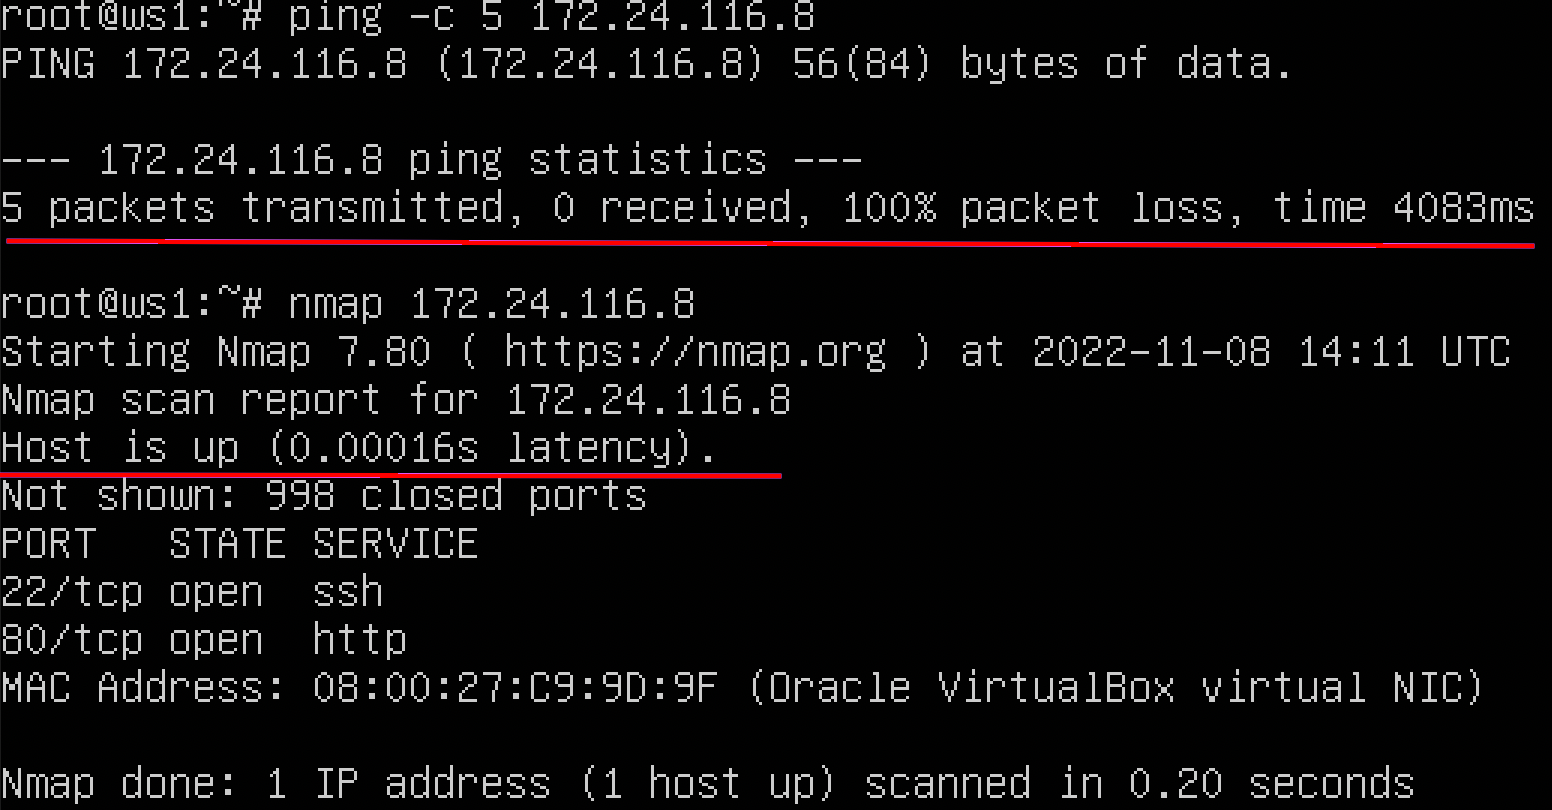 root@ws1:~# ping -c 5 172.24.116.8
PING 172.24.116.8 (172.24.116.8) 56(84) bytes of data.
--- 172.24.116.8 ping statistics ---
5 packets transmitted, 0 received, 100% packet loss, time 4083ms
root@ws1:~# nmap 172.24.116.8
Starting Nmap 7.80 ( https://nmap.org ) at 2022-11-08 14:11 UTC
Nmap scan report for 172.24.116.8
Host is up (0.00016s latency).
Not shown: 998 closed ports
PORT   STATE SERVICE
22/tcp open  ssh
80/tcp open  http
MAC Address: 08:00:27:C9:9D:9F (Oracle VirtualBox virtual NIC)
Nmap done: 1 IP address (1 host up) scanned in 0.20 seconds